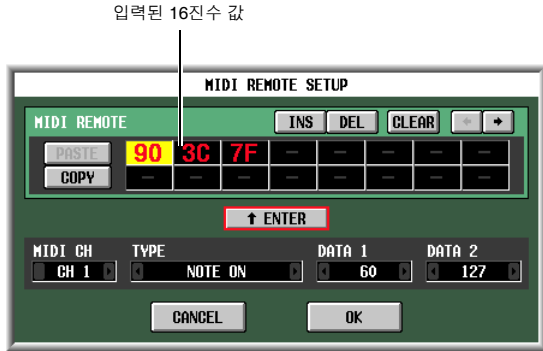 입력된 16진수 값
MIDI REMOTE SETUP
MIDI REMOTE INS DEL CLEAR ← →
PASTE 90 3C 7F – – – – –
COPY – – – – – – – –
↑ ENTER
MIDI CH TYPE DATA 1 DATA 2
CH 1 NOTE ON 60 127
CANCEL OK